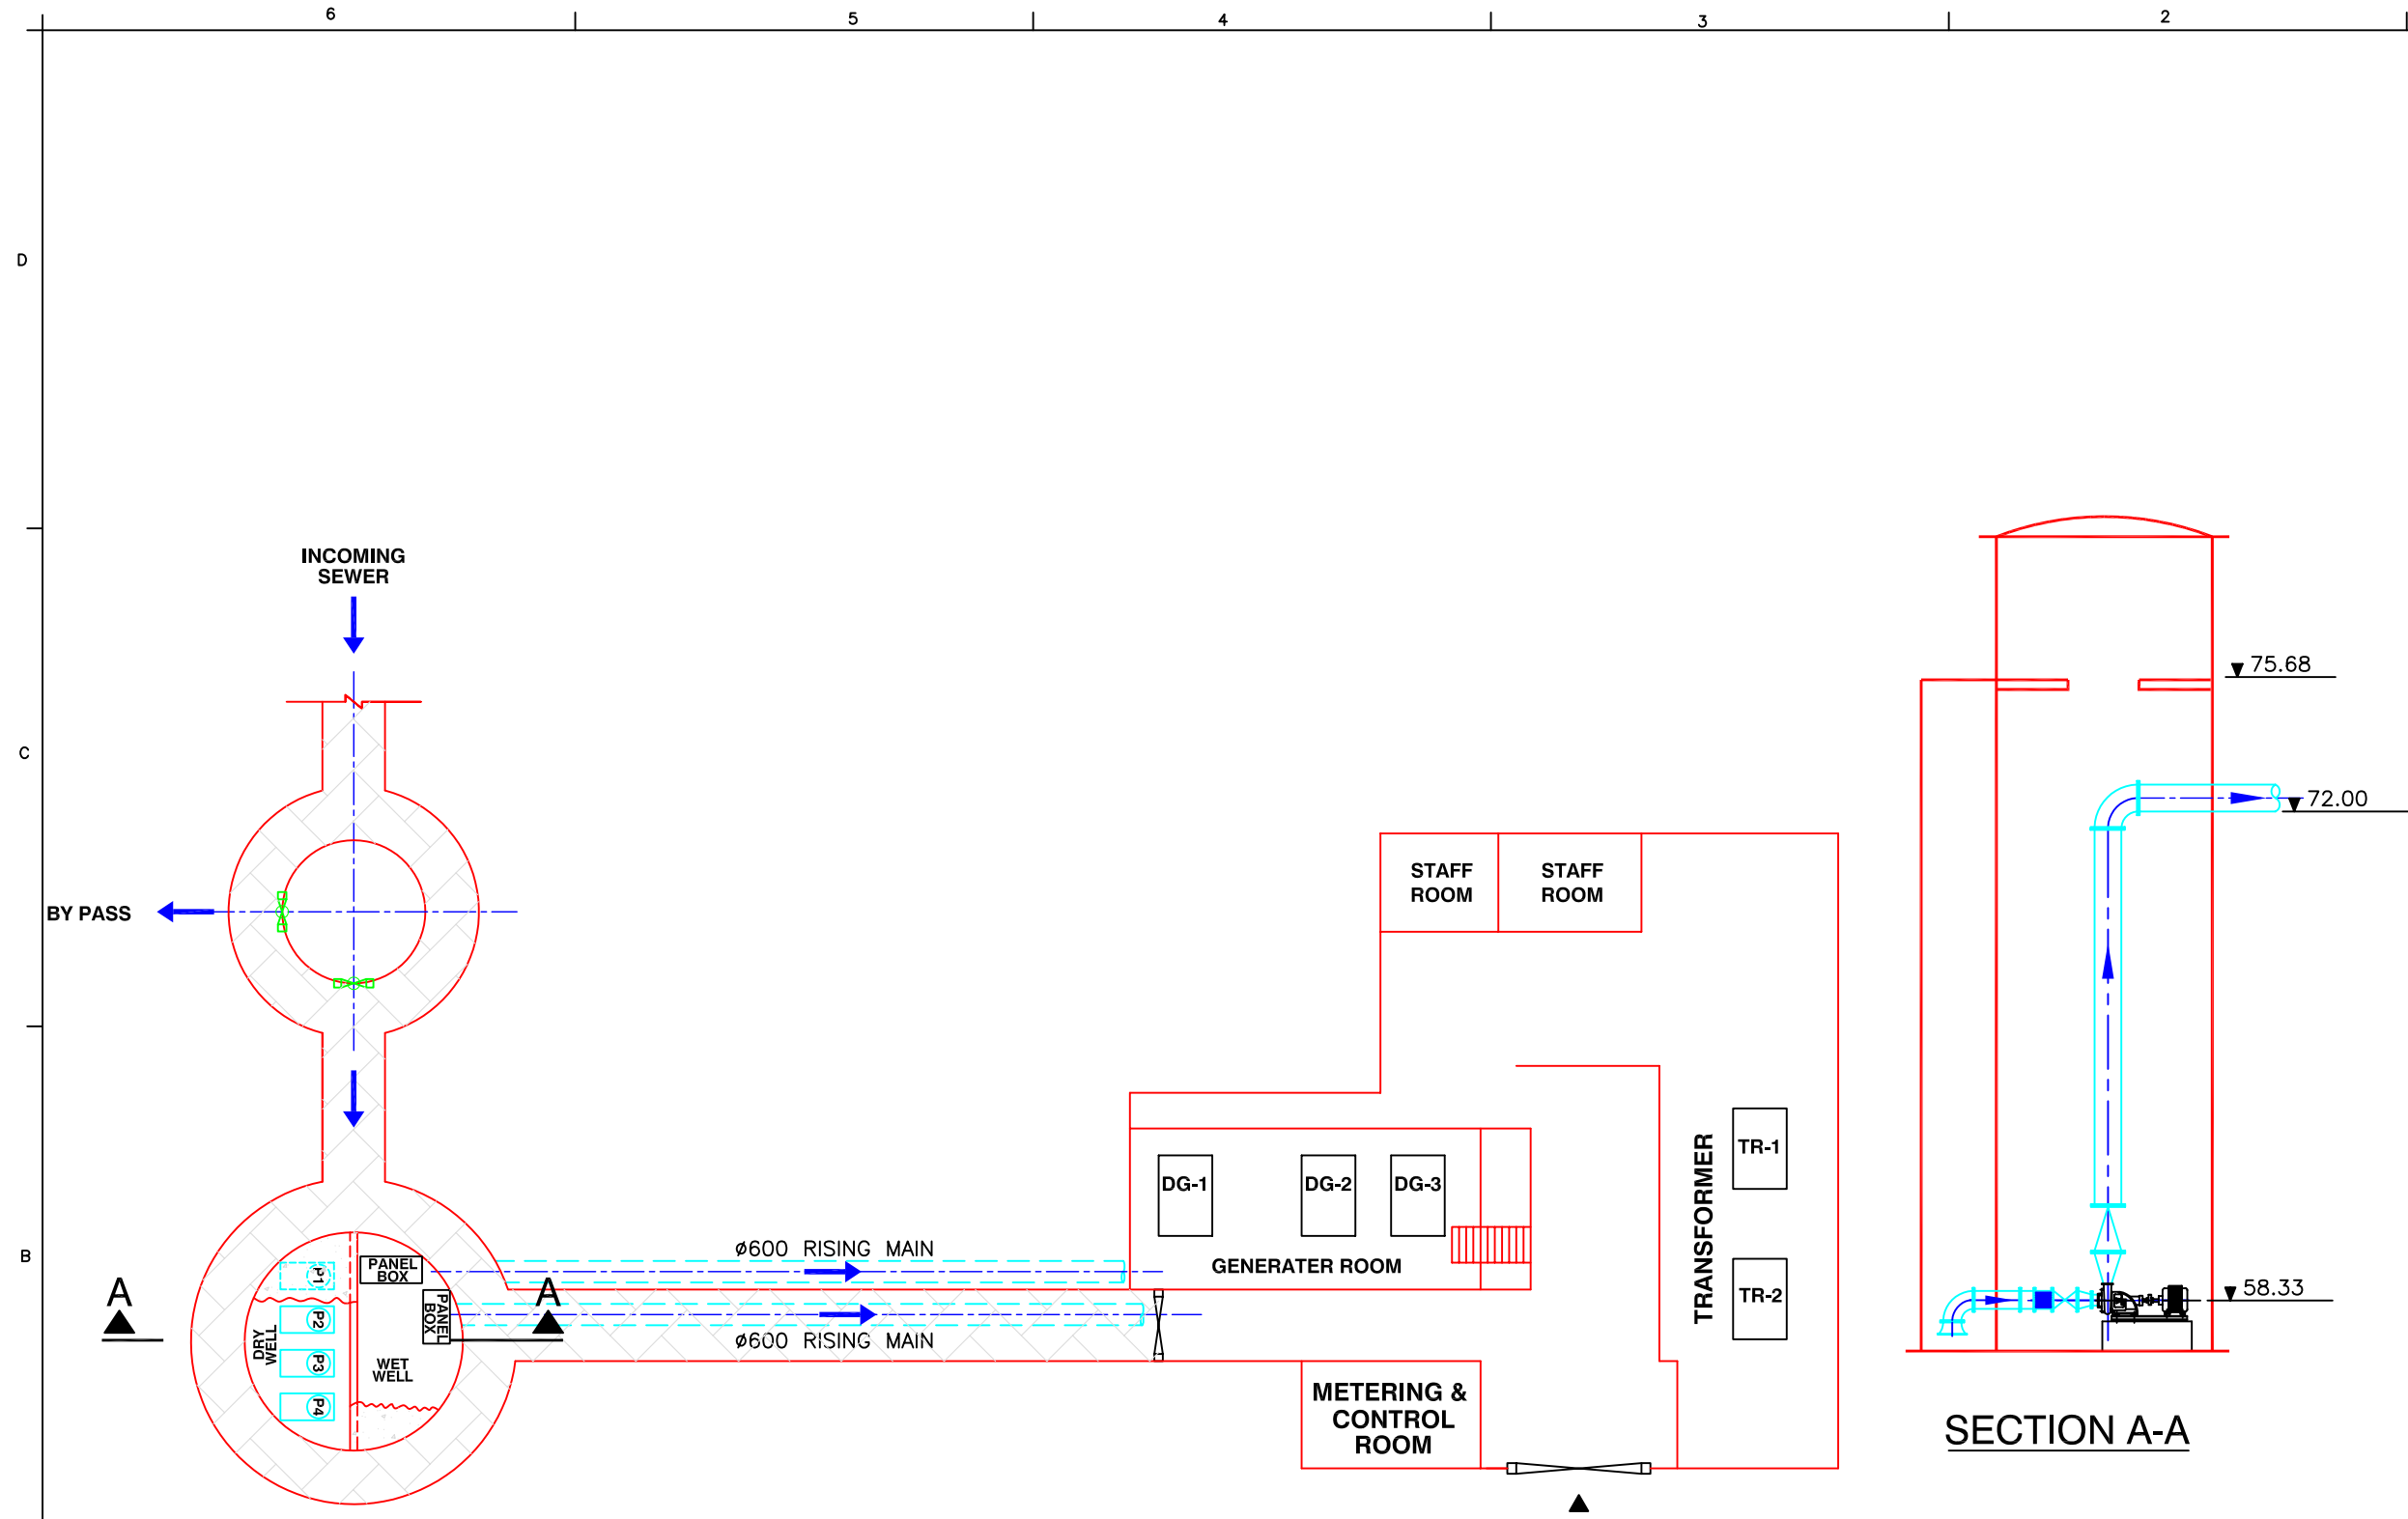 6
5
4
3
2
D
C
B
INCOMING
SEWER
BY PASS
PANEL
BOX
PANEL
BOX
P1
P2
P3
P4
DRY
WELL
WET
WELL
A
A
ø600 RISING MAIN
ø600 RISING MAIN
STAFF
ROOM
STAFF
ROOM
DG-1
DG-2
DG-3
GENERATER ROOM
TRANSFORMER
TR-1
TR-2
METERING &
CONTROL
ROOM
75.68
72.00
58.33
SECTION A-A